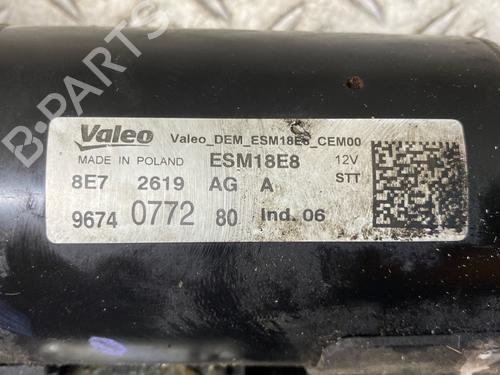 Valeo Valeo_DEM_ESM18E8_CEM00
MADE IN POLAND ESM18E8 12V
8E7 2619 AG A STT
9674 0772 80 Ind. 06
B-PARTS